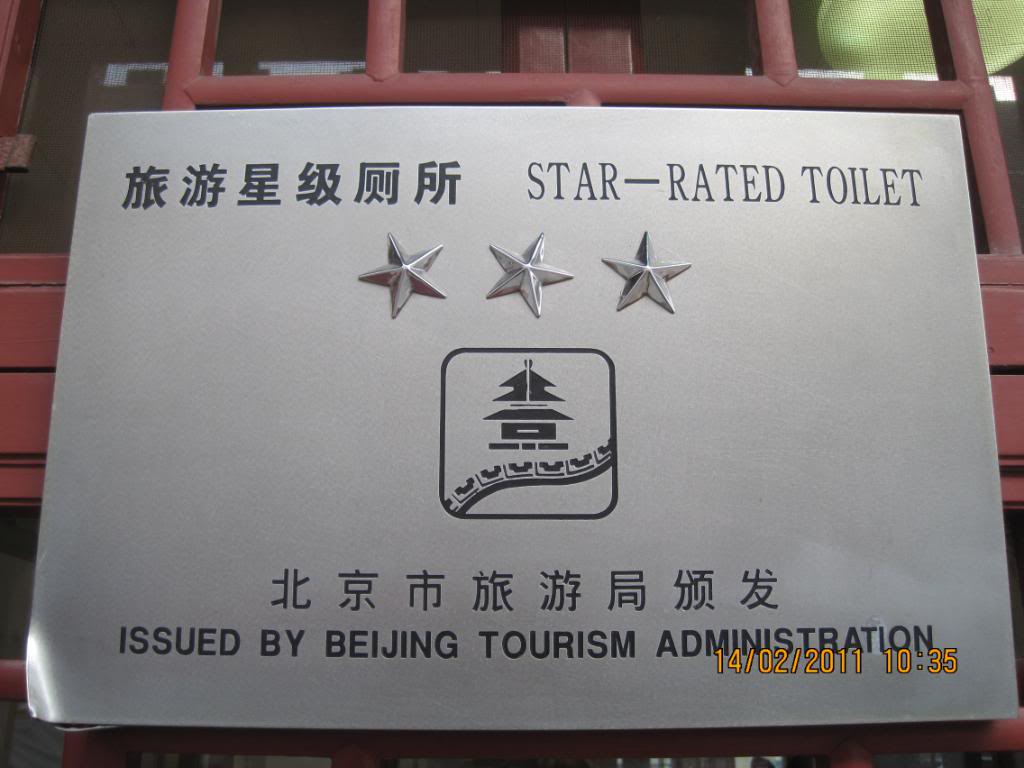 旅游星级厕所 STAR—RATED TOILET
北京市旅游局颁发
ISSUED BY BEIJING TOURISM ADMINISTRATION
14/02/2011 10:35